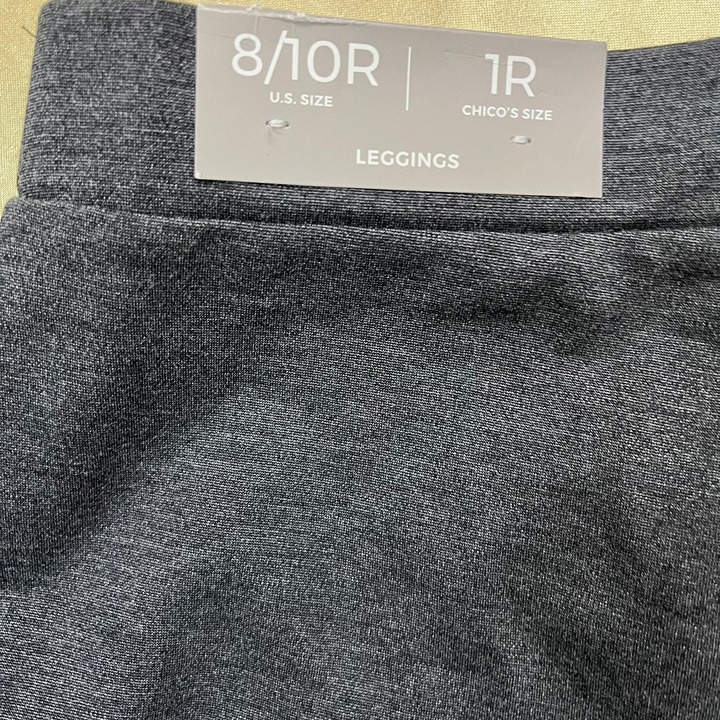 8/10R
U.S. SIZE
1R
CHICO'S SIZE
LEGGINGS